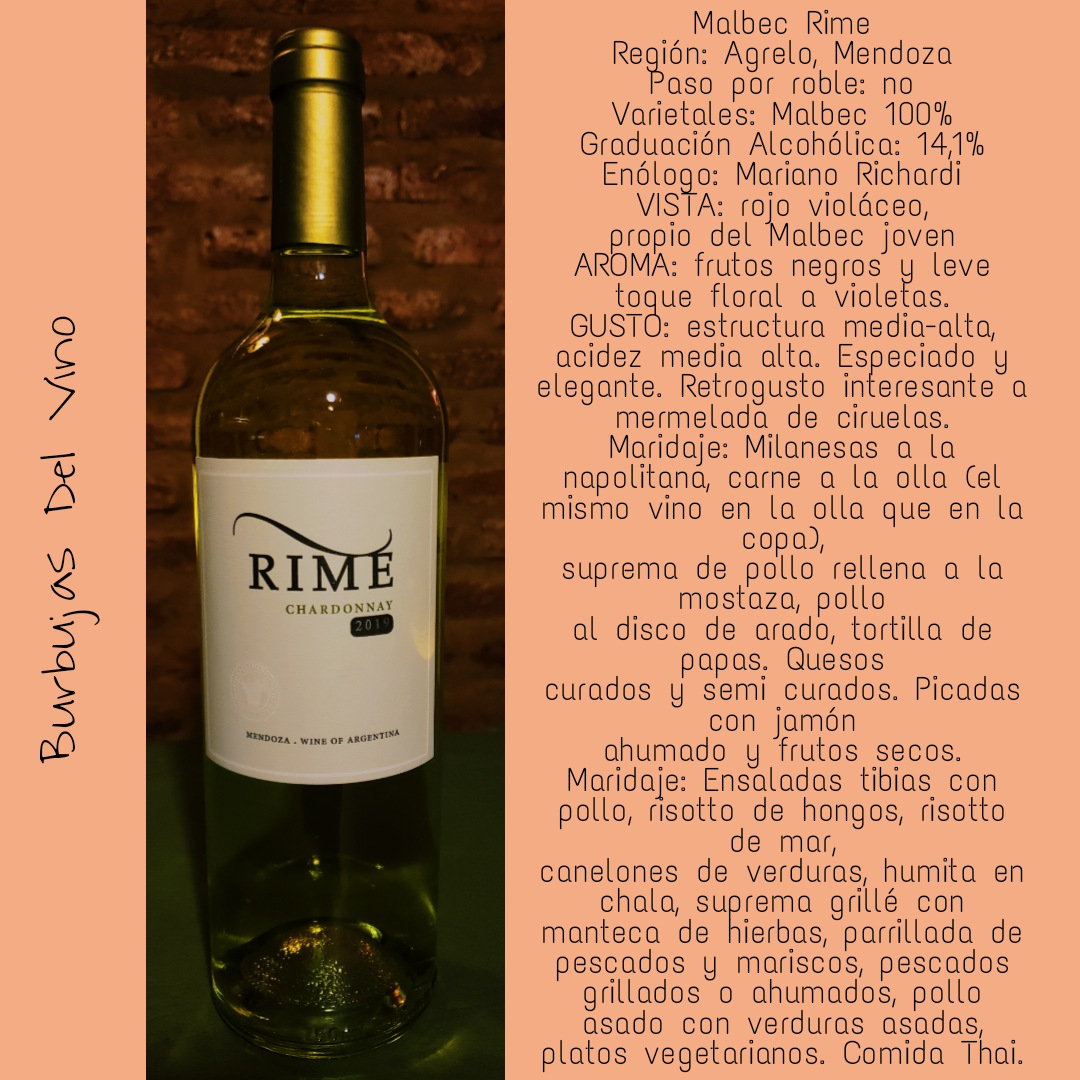 Burbujas Del Vino
RIME
CHARDONNAY
2019
MENDOZA . WINE OF ARGENTINA
Malbec Rime
Región: Agrelo, Mendoza
Paso por roble: no
Varietales: Malbec 100%
Graduación Alcohólica: 14,1%
Enólogo: Mariano Richardi
VISTA: rojo violáceo,
propio del Malbec joven
AROMA: frutos negros y leve
toque floral a violetas.
GUSTO: estructura media-alta,
acidez media alta. Especiado y
elegante. Retrogusto interesante a
mermelada de ciruelas.
Maridaje: Milanesas a la
napolitana, carne a la olla (el
mismo vino en la olla que en la
copa),
suprema de pollo rellena a la
mostaza, pollo
al disco de arado, tortilla de
papas. Quesos
curados y semi curados. Picadas
con jamón
ahumado y frutos secos.
Maridaje: Ensaladas tibias con
pollo, risotto de hongos, risotto
de mar,
canelones de verduras, humita en
chala, suprema grillé con
manteca de hierbas, parrillada de
pescados y mariscos, pescados
grillados o ahumados, pollo
asado con verduras asadas,
platos vegetarianos. Comida Thai.